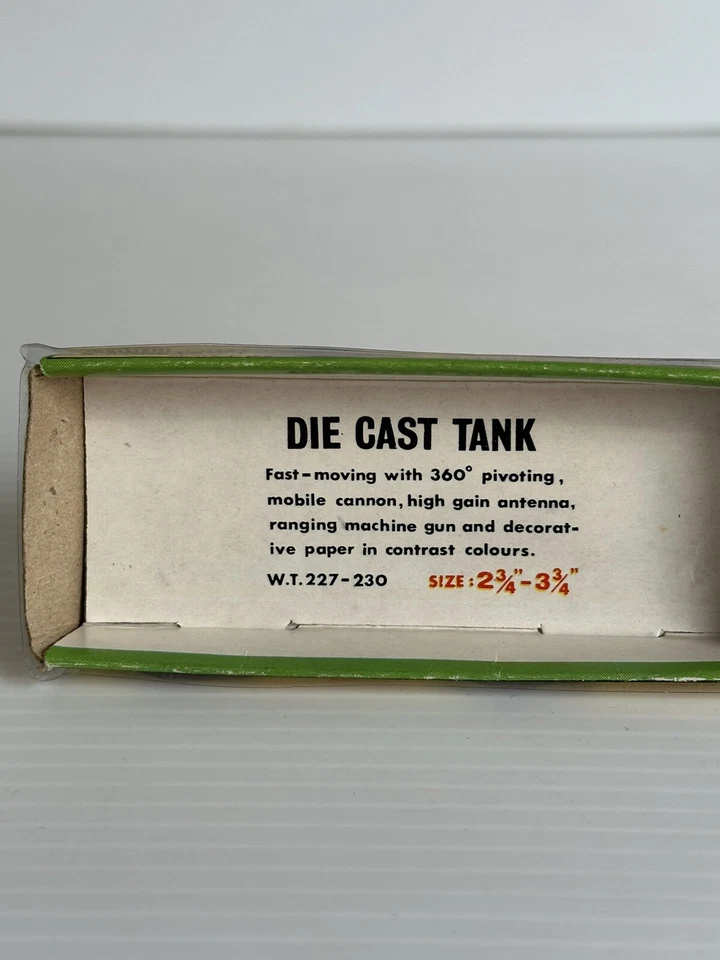 DIE CAST TANK
Fast-moving with 360° pivoting,
mobile cannon, high gain antenna,
ranging machine gun and decorat-
ive paper in contrast colours.
W.T. 227-230 SIZE: 2¾"-3¾"